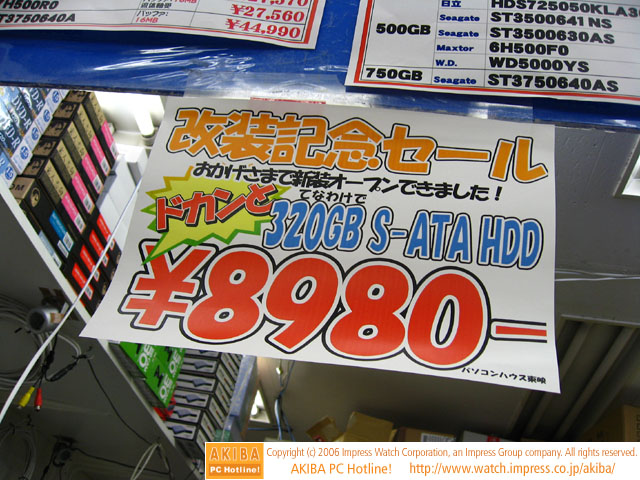 ¥27,560
16MB
¥44,990
ST3750640A
日立 HDS725050KLA3
500GB Seagate ST3500641NS
Seagate ST3500630AS
Maxtor 6H500F0
W.D. WD5000YS
750GB Seagate ST3750640AS
改装記念セール
おかげさまで新装オープンできました!
てなわけで
ドカンと 320GB S-ATA HDD
¥8980-
パソコンハウス東映
AKIBA
PC Hotline!
Copyright (c) 2006 Impress Watch Corporation, an Impress Group company. All rights reserved.
AKIBA PC Hotline! http://www.watch.impress.co.jp/akiba/